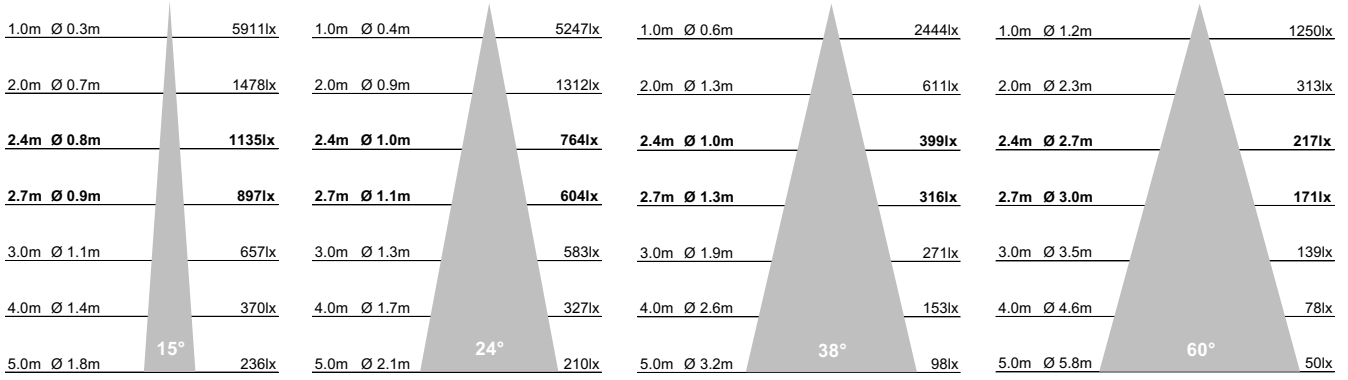 1.0m Ø 0.3m 5911lx
2.0m Ø 0.7m 1478lx
2.4m Ø 0.8m 1135lx
2.7m Ø 0.9m 897lx
3.0m Ø 1.1m 657lx
4.0m Ø 1.4m 370lx
15°
5.0m Ø 1.8m 236lx
1.0m Ø 0.4m 5247lx
2.0m Ø 0.9m 1312lx
2.4m Ø 1.0m 764lx
2.7m Ø 1.1m 604lx
3.0m Ø 1.3m 583lx
4.0m Ø 1.7m 327lx
24°
5.0m Ø 2.1m 210lx
1.0m Ø 0.6m 2444lx
2.0m Ø 1.3m 611lx
2.4m Ø 1.0m 399lx
2.7m Ø 1.3m 316lx
3.0m Ø 1.9m 271lx
4.0m Ø 2.6m 153lx
38°
5.0m Ø 3.2m 98lx
1.0m Ø 1.2m 1250lx
2.0m Ø 2.3m 313lx
2.4m Ø 2.7m 217lx
2.7m Ø 3.0m 171lx
3.0m Ø 3.5m 139lx
4.0m Ø 4.6m 78lx
60°
5.0m Ø 5.8m 50lx